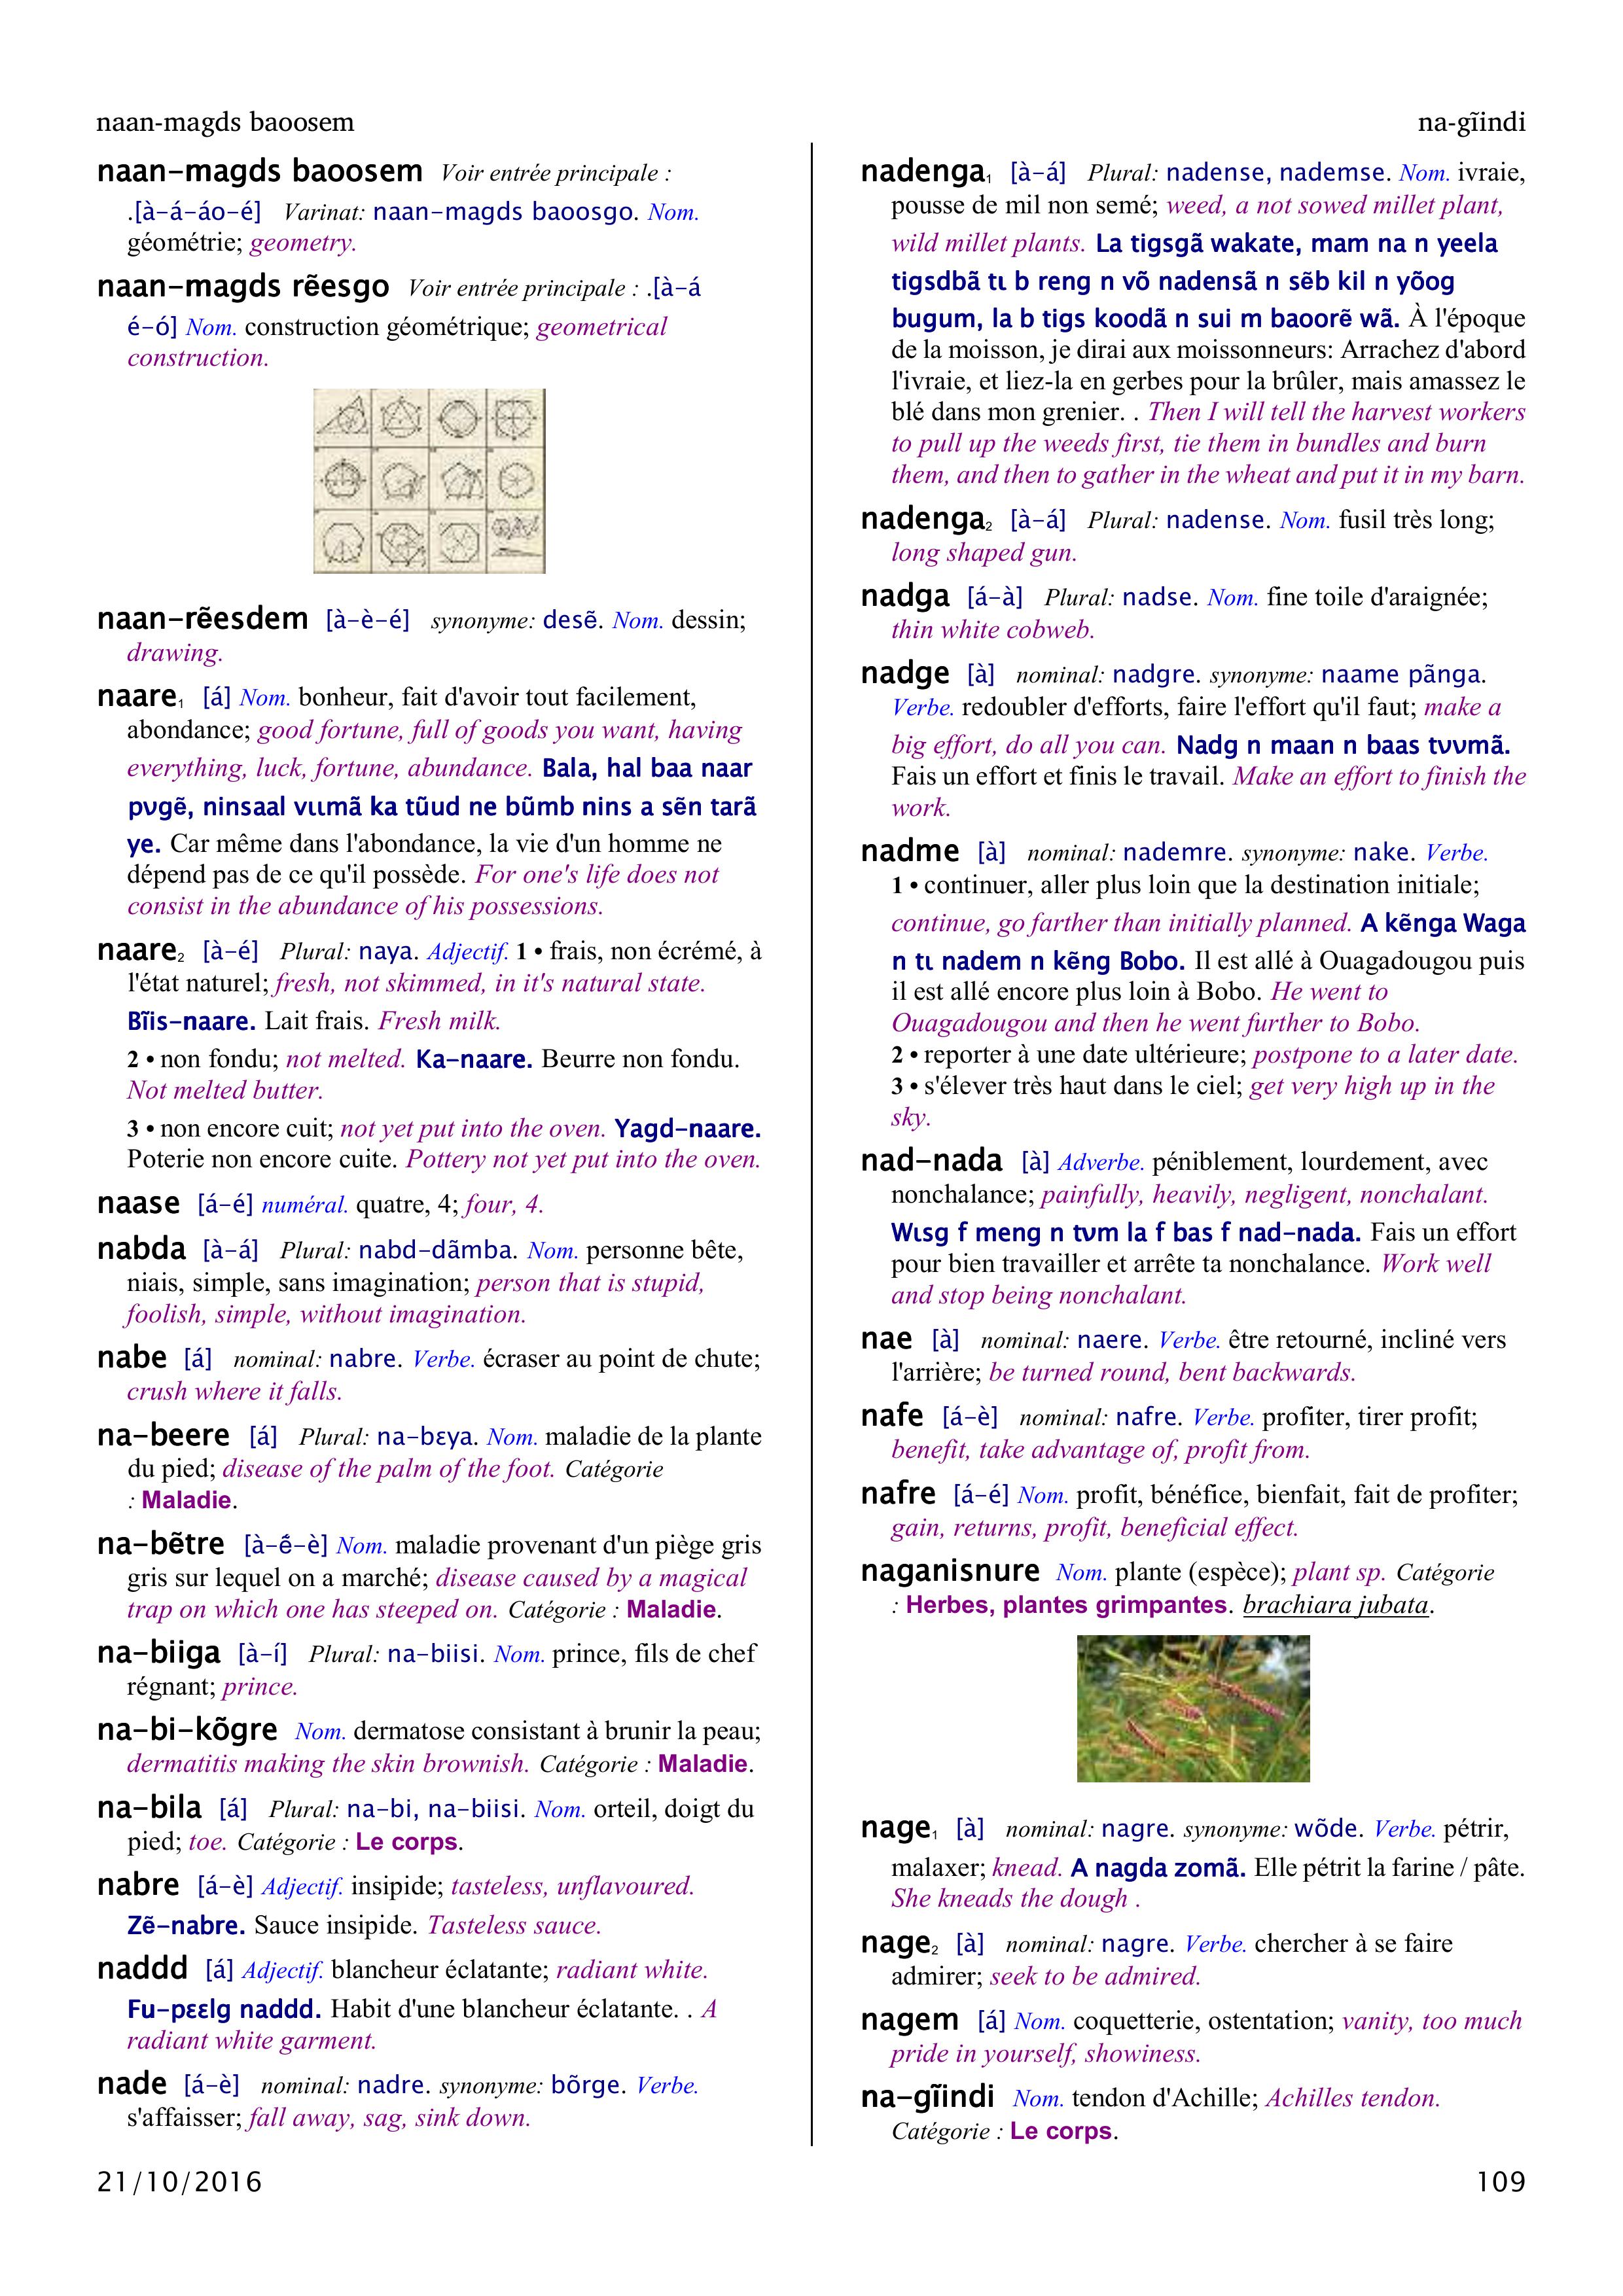 naan-magds baoosem
na-gĩindi
naan–magds baoosem Voir entrée principale :
.[à–á–áo–é] Varinat: naan–magds baoosgo. Nom.
géométrie; geometry.
naan–magds rẽesgo Voir entrée principale : .[à–á
é–ó] Nom. construction géométrique; geometrical
construction.
naan–rẽesdem [à–è–é] synonyme: desẽ. Nom. dessin;
drawing.
naare₁ [á] Nom. bonheur, fait d'avoir tout facilement,
abondance; good fortune, full of goods you want, having
everything, luck, fortune, abundance. Bala, hal baa naar
pʋgẽ, ninsaal vɩɩmã ka tũud ne bũmb nins a sẽn tarã
ye. Car même dans l'abondance, la vie d'un homme ne
dépend pas de ce qu'il possède. For one's life does not
consist in the abundance of his possessions.
naare₂ [à–é] Plural: naya. Adjectif. 1 • frais, non écrémé, à
l'état naturel; fresh, not skimmed, in it's natural state.
Bĩis–naare. Lait frais. Fresh milk.
2 • non fondu; not melted. Ka–naare. Beurre non fondu.
Not melted butter.
3 • non encore cuit; not yet put into the oven. Yagd–naare.
Poterie non encore cuite. Pottery not yet put into the oven.
naase [á–é] numéral. quatre, 4; four, 4.
nabda [à–á] Plural: nabd–dãmba. Nom. personne bête,
niais, simple, sans imagination; person that is stupid,
foolish, simple, without imagination.
nabe [á] nominal: nabre. Verbe. écraser au point de chute;
crush where it falls.
na–beere [á] Plural: na–bɛya. Nom. maladie de la plante
du pied; disease of the palm of the foot. Catégorie
: Maladie.
na–bẽtre [à–ẽ́–è] Nom. maladie provenant d'un piège gris
gris sur lequel on a marché; disease caused by a magical
trap on which one has steeped on. Catégorie : Maladie.
na–biiga [à–í] Plural: na–biisi. Nom. prince, fils de chef
régnant; prince.
na–bi–kõgre Nom. dermatose consistant à brunir la peau;
dermatitis making the skin brownish. Catégorie : Maladie.
na–bila [á] Plural: na–bi, na–biisi. Nom. orteil, doigt du
pied; toe. Catégorie : Le corps.
nabre [á–è] Adjectif. insipide; tasteless, unflavoured.
Zẽ–nabre. Sauce insipide. Tasteless sauce.
naddd [á] Adjectif. blancheur éclatante; radiant white.
Fu–pɛɛlg naddd. Habit d'une blancheur éclatante. . A
radiant white garment.
nade [á–è] nominal: nadre. synonyme: bõrge. Verbe.
s'affaisser; fall away, sag, sink down.
nadenga₁ [à–á] Plural: nadense, nademse. Nom. ivraie,
pousse de mil non semé; weed, a not sowed millet plant,
wild millet plants. La tigsgã wakate, mam na n yeela
tigsdbã tɩ b reng n võ nadensã n sẽb kil n yõog
bugum, la b tigs koodã n sui m baoorẽ wã. À l'époque
de la moisson, je dirai aux moissonneurs: Arrachez d'abord
l'ivraie, et liez-la en gerbes pour la brûler, mais amassez le
blé dans mon grenier. . Then I will tell the harvest workers
to pull up the weeds first, tie them in bundles and burn
them, and then to gather in the wheat and put it in my barn.
nadenga₂ [à–á] Plural: nadense. Nom. fusil très long;
long shaped gun.
nadga [á–à] Plural: nadse. Nom. fine toile d'araignée;
thin white cobweb.
nadge [à] nominal: nadgre. synonyme: naame pãnga.
Verbe. redoubler d'efforts, faire l'effort qu'il faut; make a
big effort, do all you can. Nadg n maan n baas tʋʋmã.
Fais un effort et finis le travail. Make an effort to finish the
work.
nadme [à] nominal: nademre. synonyme: nake. Verbe.
1 • continuer, aller plus loin que la destination initiale;
continue, go farther than initially planned. A kẽnga Waga
n tɩ nadem n kẽng Bobo. Il est allé à Ouagadougou puis
il est allé encore plus loin à Bobo. He went to
Ouagadougou and then he went further to Bobo.
2 • reporter à une date ultérieure; postpone to a later date.
3 • s'élever très haut dans le ciel; get very high up in the
sky.
nad–nada [à] Adverbe. péniblement, lourdement, avec
nonchalance; painfully, heavily, negligent, nonchalant.
Wɩsg f meng n tʋm la f bas f nad–nada. Fais un effort
pour bien travailler et arrête ta nonchalance. Work well
and stop being nonchalant.
nae [à] nominal: naere. Verbe. être retourné, incliné vers
l'arrière; be turned round, bent backwards.
nafe [á–è] nominal: nafre. Verbe. profiter, tirer profit;
benefit, take advantage of, profit from.
nafre [á–é] Nom. profit, bénéfice, bienfait, fait de profiter;
gain, returns, profit, beneficial effect.
naganisnure Nom. plante (espèce); plant sp. Catégorie
: Herbes, plantes grimpantes. brachiara jubata.
nage₁ [à] nominal: nagre. synonyme: wõde. Verbe. pétrir,
malaxer; knead. A nagda zomã. Elle pétrit la farine / pâte.
She kneads the dough .
nage₂ [à] nominal: nagre. Verbe. chercher à se faire
admirer; seek to be admired.
nagem [á] Nom. coquetterie, ostentation; vanity, too much
pride in yourself, showiness.
na–gĩindi Nom. tendon d'Achille; Achilles tendon.
Catégorie : Le corps.
21/10/2016
109